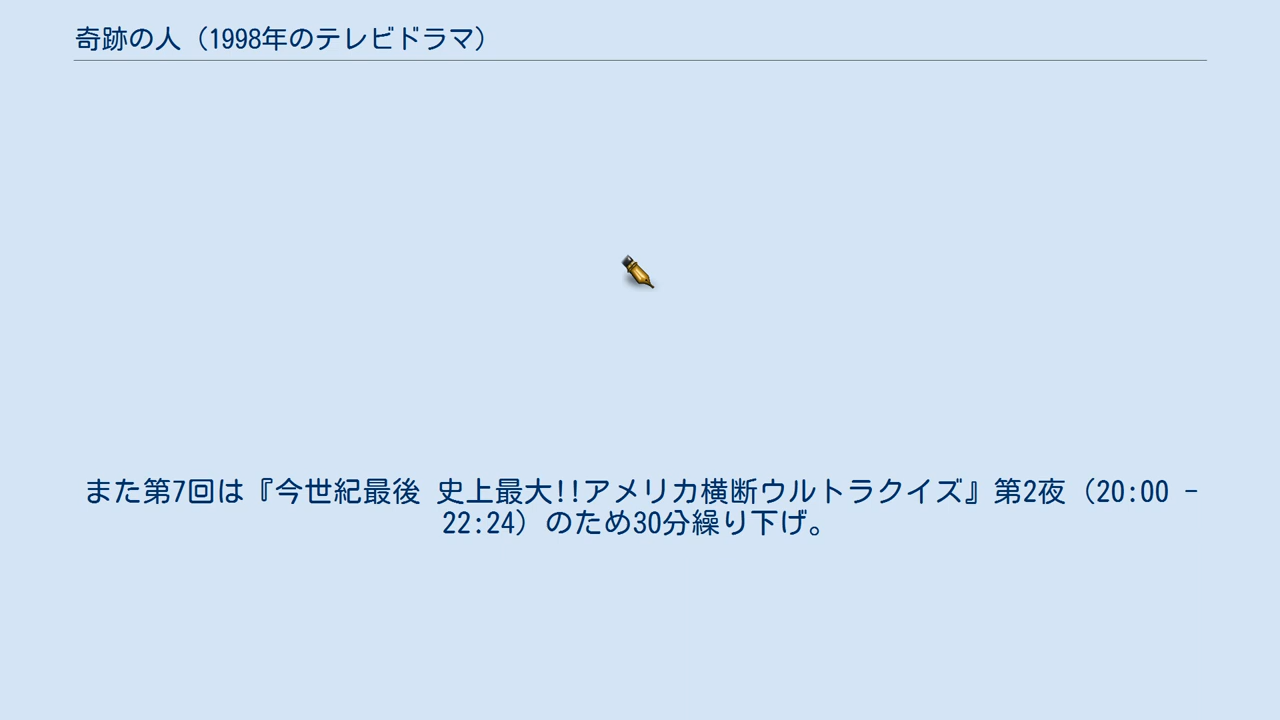 奇跡の人（1998年のテレビドラマ）
また第7回は『今世紀最後 史上最大!!アメリカ横断ウルトラクイズ』第2夜（20:00 -
22:24）のため30分繰り下げ。